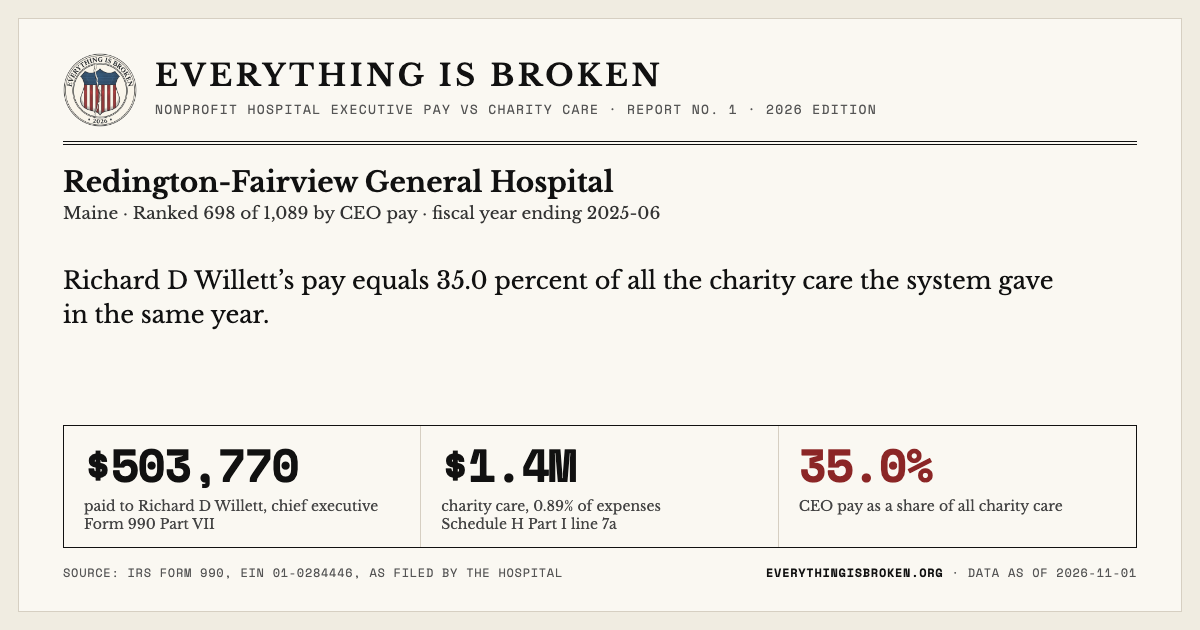 EVERYTHING IS BROKEN
2026
EVERYTHING IS BROKEN
NONPROFIT HOSPITAL EXECUTIVE PAY VS CHARITY CARE · REPORT NO. 1 · 2026 EDITION
Redington-Fairview General Hospital
Maine · Ranked 698 of 1,089 by CEO pay · fiscal year ending 2025-06
Richard D Willett’s pay equals 35.0 percent of all the charity care the system gave
in the same year.
$503,770
paid to Richard D Willett, chief executive
Form 990 Part VII
$1.4M
charity care, 0.89% of expenses
Schedule H Part I line 7a
35.0%
CEO pay as a share of all charity care
SOURCE: IRS FORM 990, EIN 01-0284446, AS FILED BY THE HOSPITAL
EVERYTHINGISBROKEN.ORG · DATA AS OF 2026-11-01